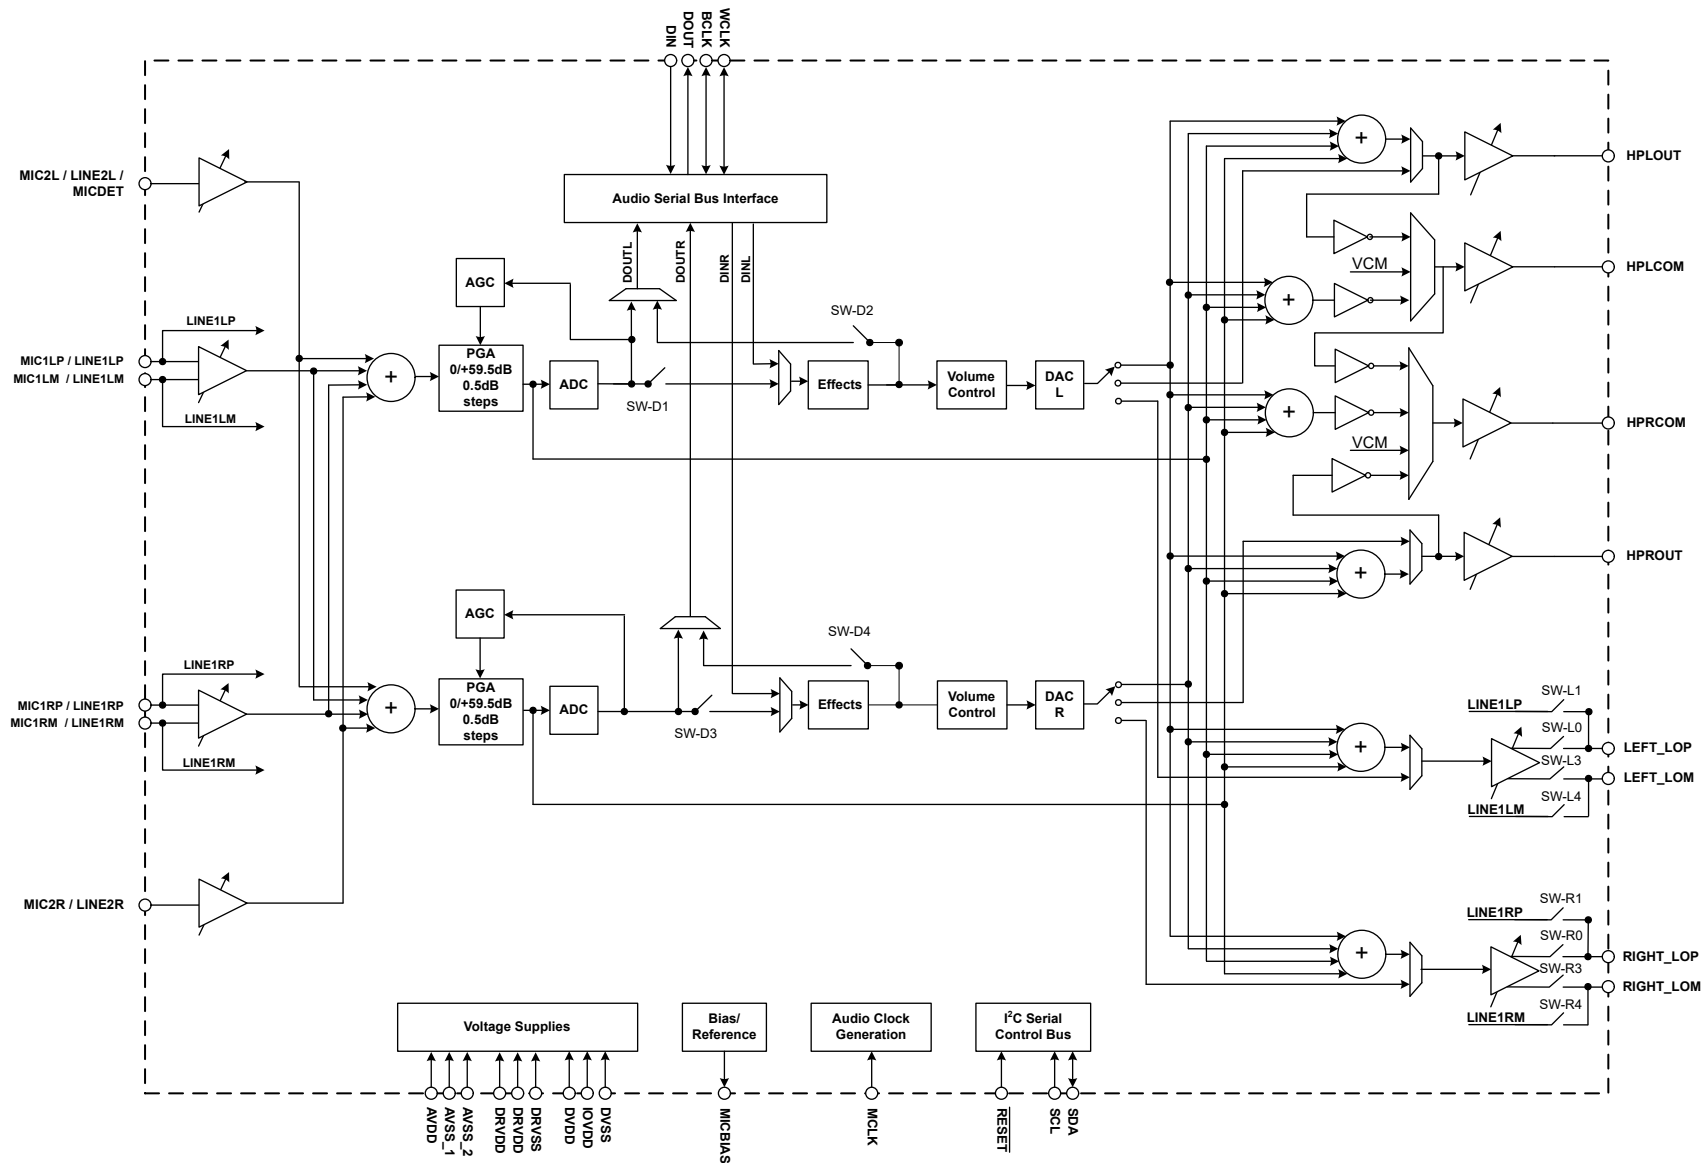 DIN
DOUT
BCLK
WCLK
MIC2L / LINE2L /
MICDET
Audio Serial Bus Interface
+
HPLOUT
DOUTL
DOUTR
DINR
DINL
AGC
VCM
HPLCOM
+
LINE1LP
SW-D2
MIC1LP / LINE1LP
MIC1LM / LINE1LM
+
PGA
0/+59.5dB
0.5dB
steps
ADC
SW-D1
Effects
Volume
Control
DAC
L
LINE1LM
+
VCM
HPRCOM
HPROUT
+
AGC
SW-D4
LINE1RP
MIC1RP / LINE1RP
MIC1RM / LINE1RM
+
PGA
0/+59.5dB
0.5dB
steps
ADC
SW-D3
Effects
Volume
Control
DAC
R
LINE1RM
+
LINE1LP
SW-L1
SW-L0
LEFT_LOP
SW-L3
LEFT_LOM
SW-L4
LINE1LM
MIC2R / LINE2R
+
LINE1RP
SW-R1
SW-R0
RIGHT_LOP
SW-R3
RIGHT_LOM
SW-R4
LINE1RM
Voltage Supplies
Bias/
Reference
Audio Clock
Generation
I²C Serial
Control Bus
AVDD
AVSS_1
AVSS_2
DRVDD
DRVDD
DRVSS
DVDD
IOVDD
DVSS
MICBIAS
MCLK
RESET
SCL
SDA